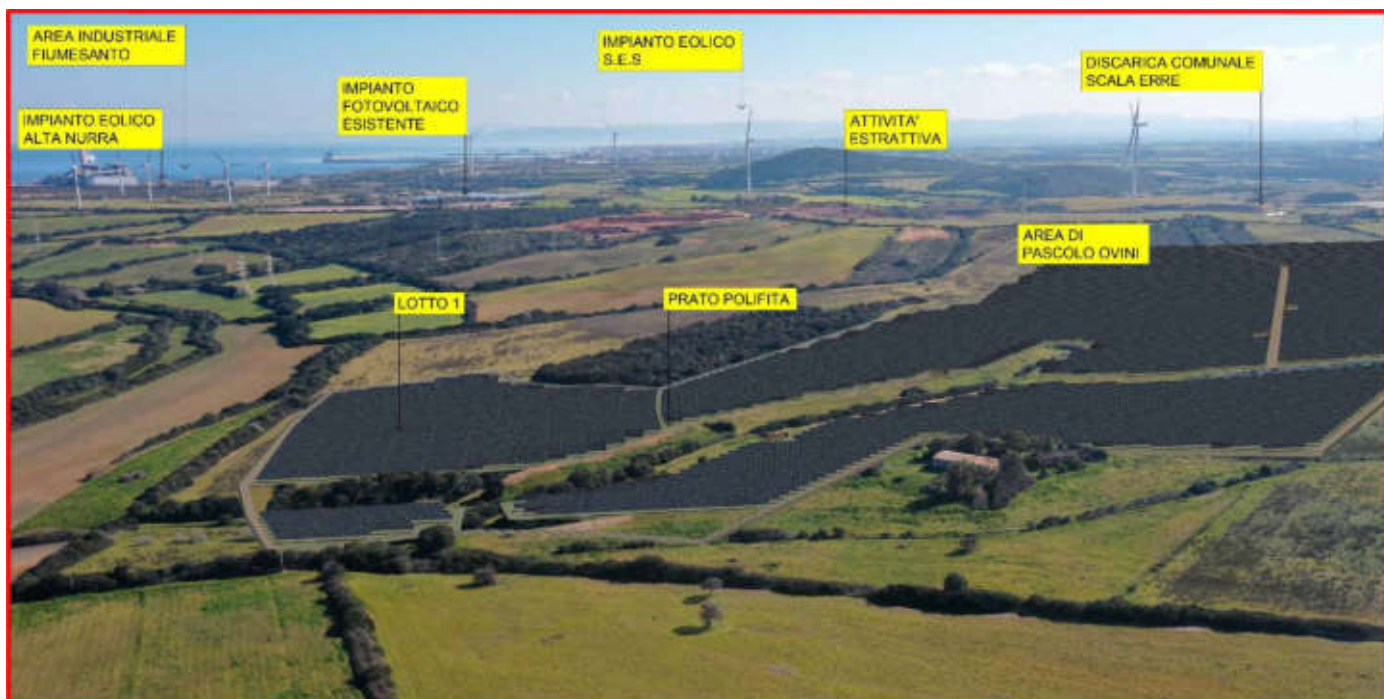 AREA INDUSTRIALE
FIUMESANTO
IMPIANTO EOLICO
ALTA NURRA
IMPIANTO
FOTOVOLTAICO
ESISTENTE
IMPIANTO EOLICO
S.E.S
ATTIVITA'
ESTRATTIVA
DISCARICA COMUNALE
SCALA ERRE
AREA DI
PASCOLO OVINI
LOTTO 1
PRATO POLIFITA